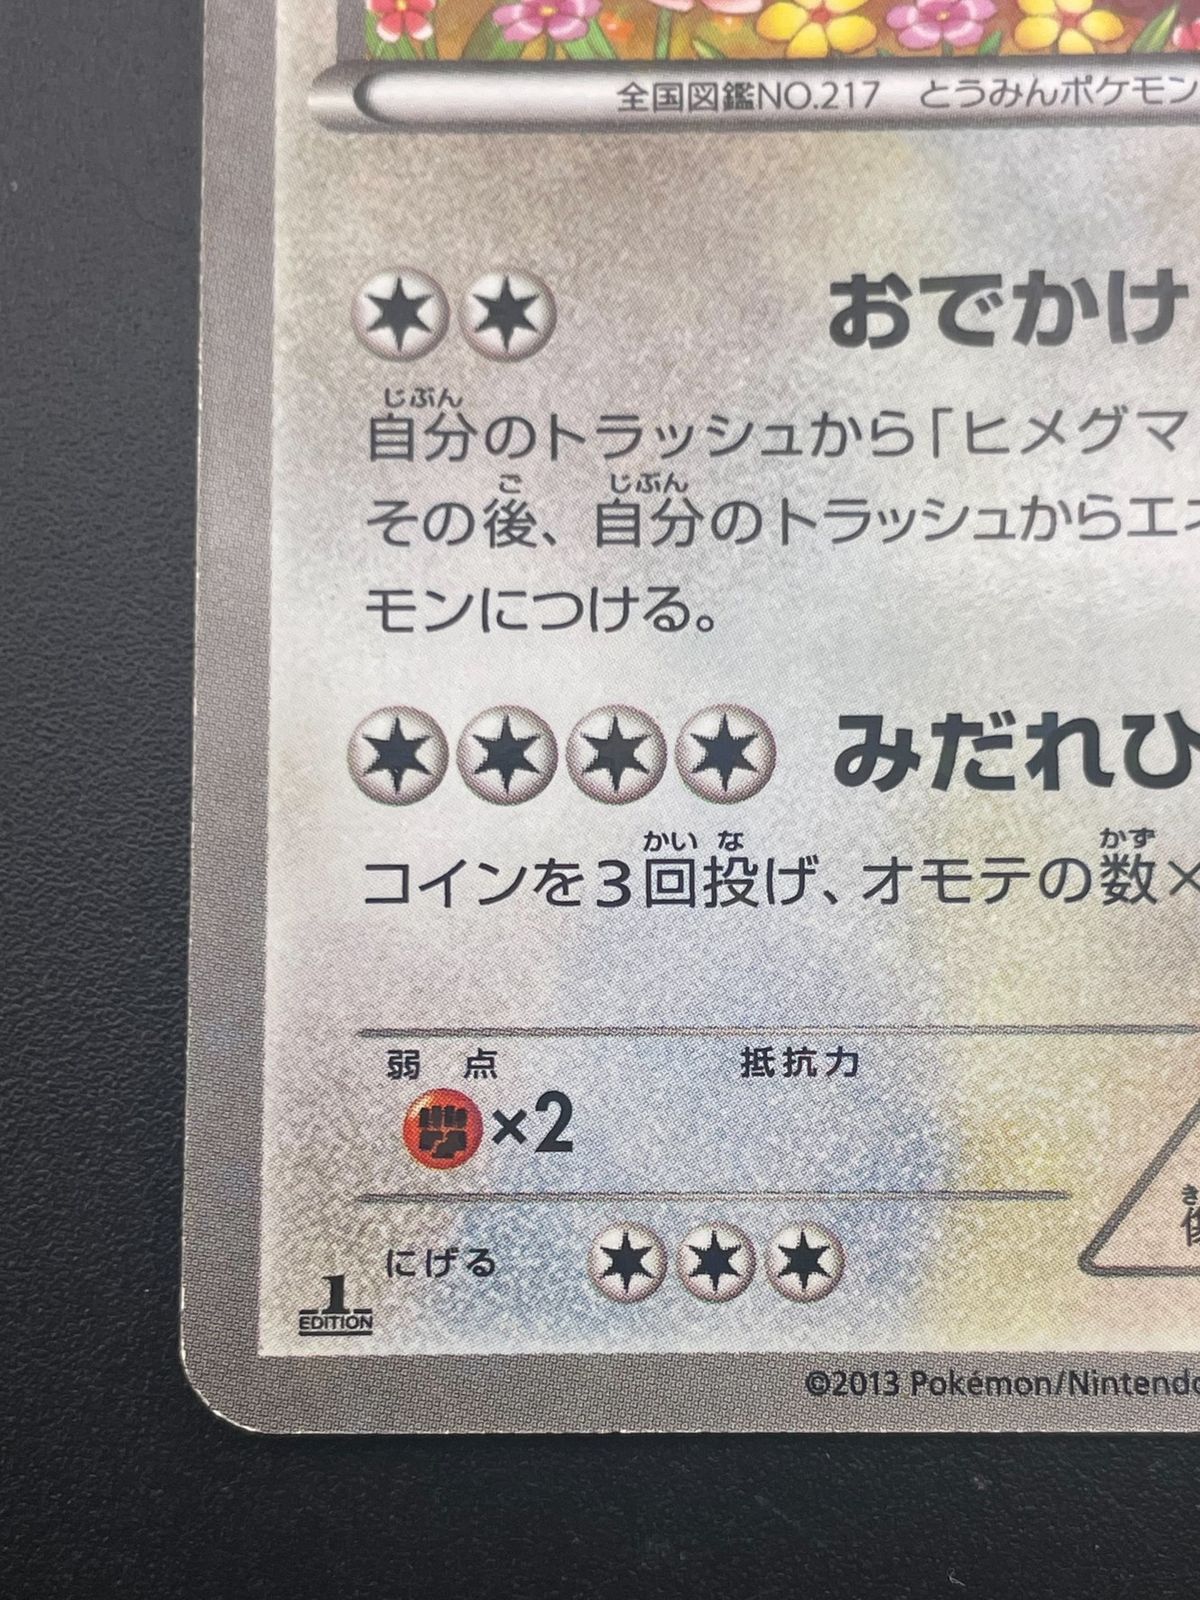 全国図鑑NO.217 とうみんポケモン
おでかけ
じぶん
自分のトラッシュから「ヒメグマ
ご じぶん
その後、自分のトラッシュからエネ
モンにつける。
みだれひ
かい な かず
コインを3回投げ、オモテの数×
弱点 抵抗力
×2
にげる
1
EDITION
©2013 Pokémon/Nintendo